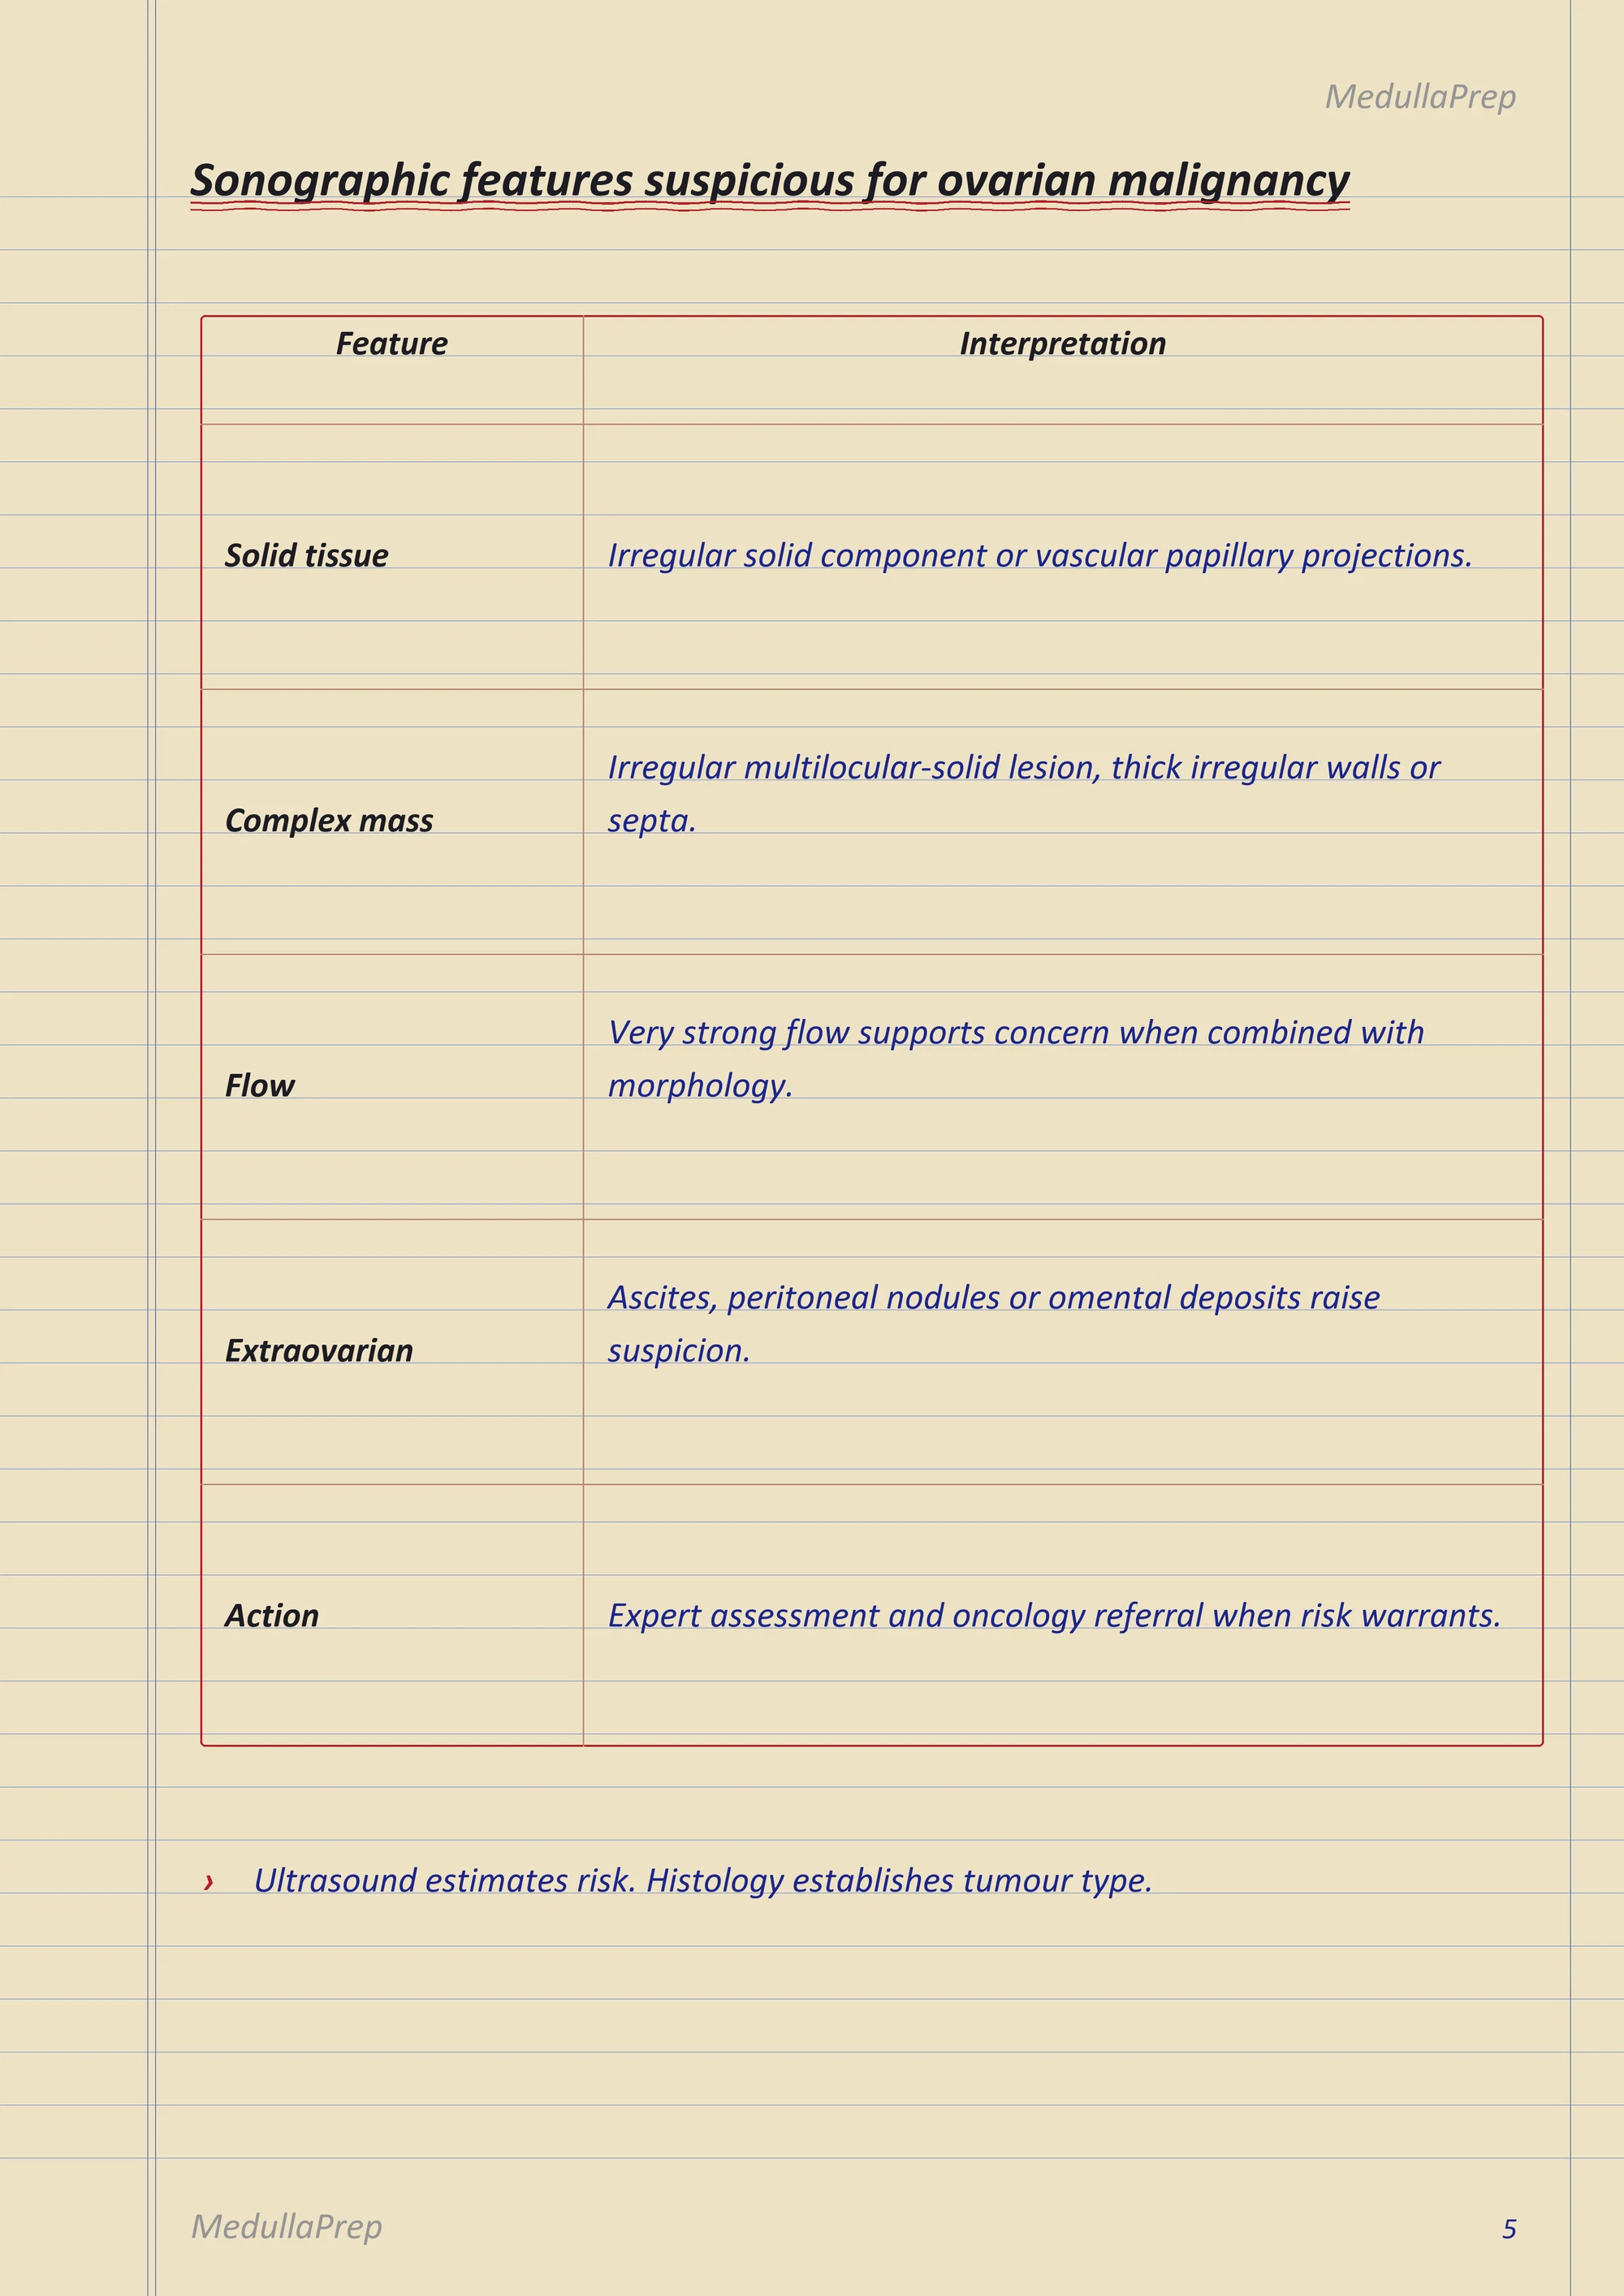 MedullaPrep
Sonographic features suspicious for ovarian malignancy
Feature
Interpretation
Solid tissue
Irregular solid component or vascular papillary projections.
Complex mass
Irregular multilocular-solid lesion, thick irregular walls or
septa.
Flow
Very strong flow supports concern when combined with
morphology.
Extraovarian
Ascites, peritoneal nodules or omental deposits raise
suspicion.
Action
Expert assessment and oncology referral when risk warrants.
› Ultrasound estimates risk. Histology establishes tumour type.
MedullaPrep
5